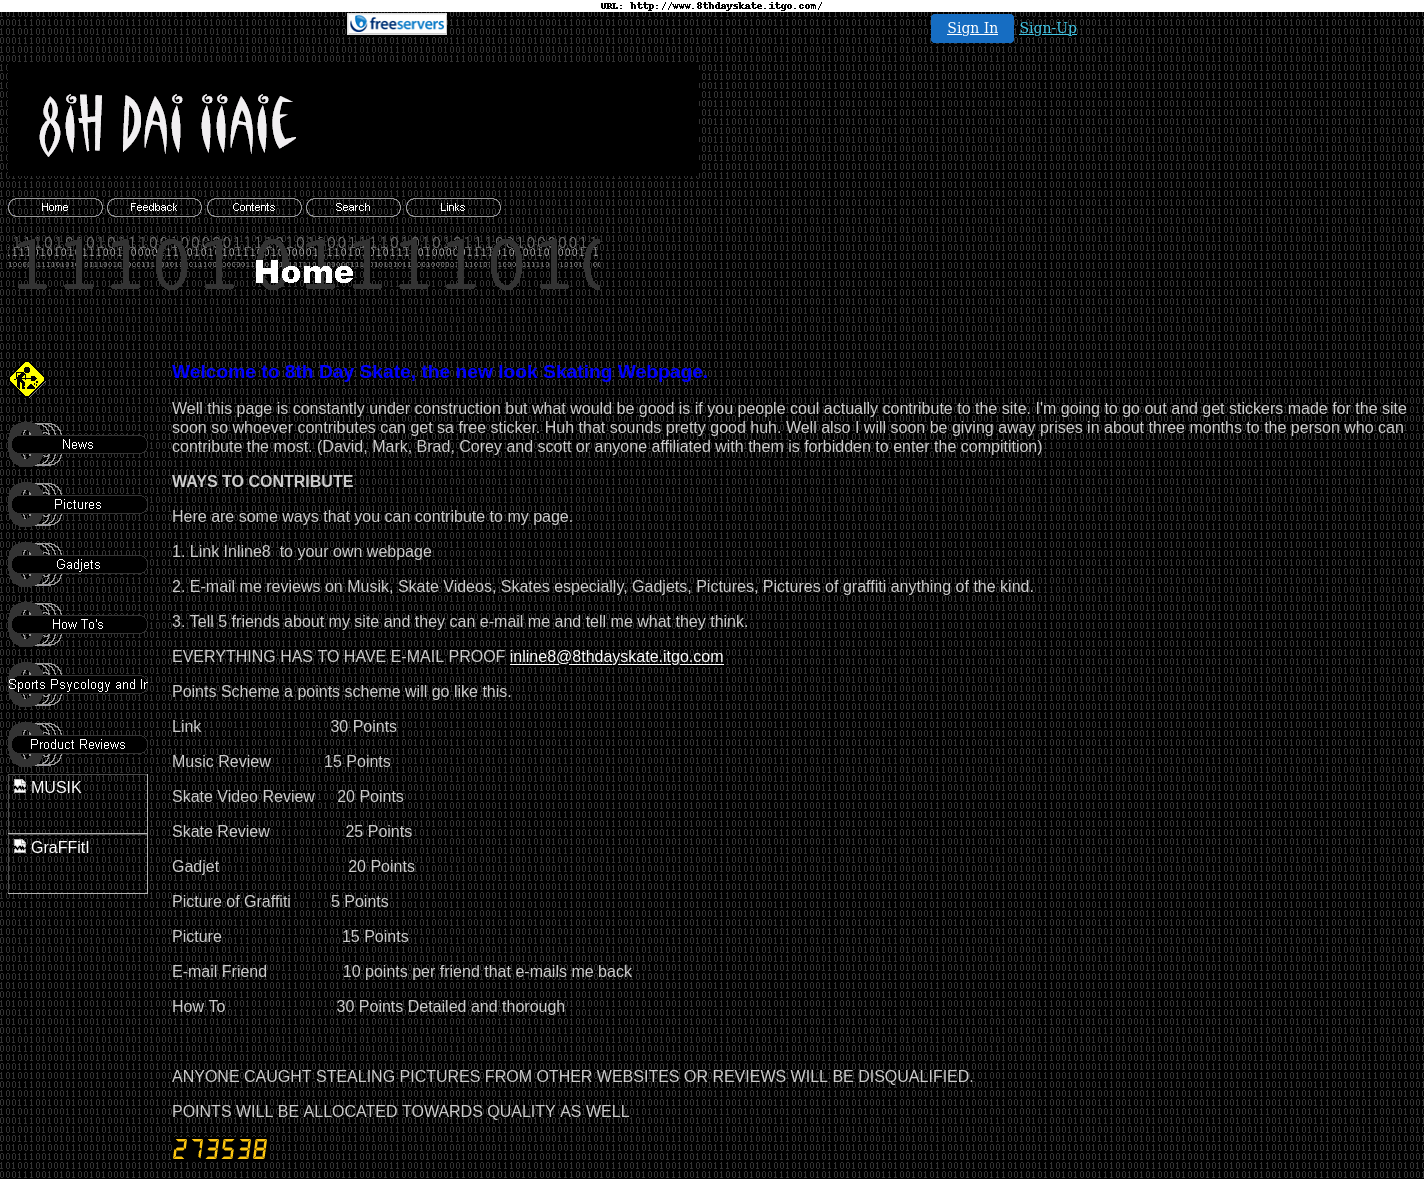 URL: http://www.8thdayskate.itgo.com/
freeservers
Sign In Sign-Up
8tH DAi iiAiE
Home Feedback Contents Search Links
Home
Welcome to 8th Day Skate, the new look Skating Webpage.
Well this page is constantly under construction but what would be good is if you people coul actually contribute to the site. I'm going to go out and get stickers made for the site
soon so whoever contributes can get sa free sticker. Huh that sounds pretty good huh. Well also I will soon be giving away prises in about three months to the person who can
contribute the most. (David, Mark, Brad, Corey and scott or anyone affiliated with them is forbidden to enter the compitition)
News
Pictures
Gadjets
How To's
Sports Psycology and Ir
Product Reviews
MUSIK
GraFFitI
WAYS TO CONTRIBUTE
Here are some ways that you can contribute to my page.
1. Link Inline8  to your own webpage
2. E-mail me reviews on Musik, Skate Videos, Skates especially, Gadjets, Pictures, Pictures of graffiti anything of the kind.
3. Tell 5 friends about my site and they can e-mail me and tell me what they think.
EVERYTHING HAS TO HAVE E-MAIL PROOF inline8@8thdayskate.itgo.com
Points Scheme a points scheme will go like this.
Link 30 Points
Music Review 15 Points
Skate Video Review 20 Points
Skate Review 25 Points
Gadjet 20 Points
Picture of Graffiti 5 Points
Picture 15 Points
E-mail Friend 10 points per friend that e-mails me back
How To 30 Points Detailed and thorough
ANYONE CAUGHT STEALING PICTURES FROM OTHER WEBSITES OR REVIEWS WILL BE DISQUALIFIED.
POINTS WILL BE ALLOCATED TOWARDS QUALITY AS WELL
273538